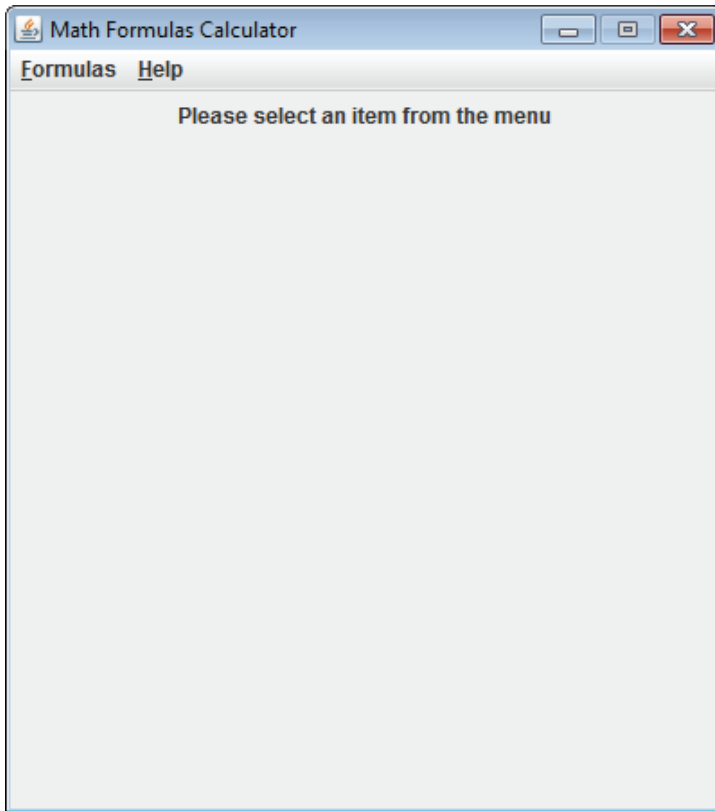 Math Formulas Calculator
Formulas Help
Please select an item from the menu